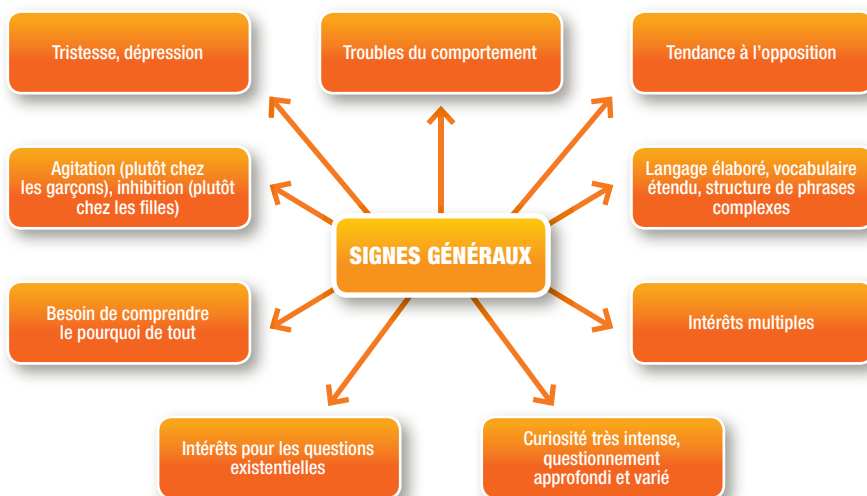 Tristesse, dépression
Troubles du comportement
Tendance à l'opposition
Agitation (plutôt chez
les garçons), inhibition (plutôt
chez les filles)
Langage élaboré, vocabulaire
étendu, structure de phrases
complexes
SIGNES GÉNÉRAUX
Besoin de comprendre
le pourquoi de tout
Intérêts multiples
Intérêts pour les questions
existentielles
Curiosité très intense,
questionnement
approfondi et varié